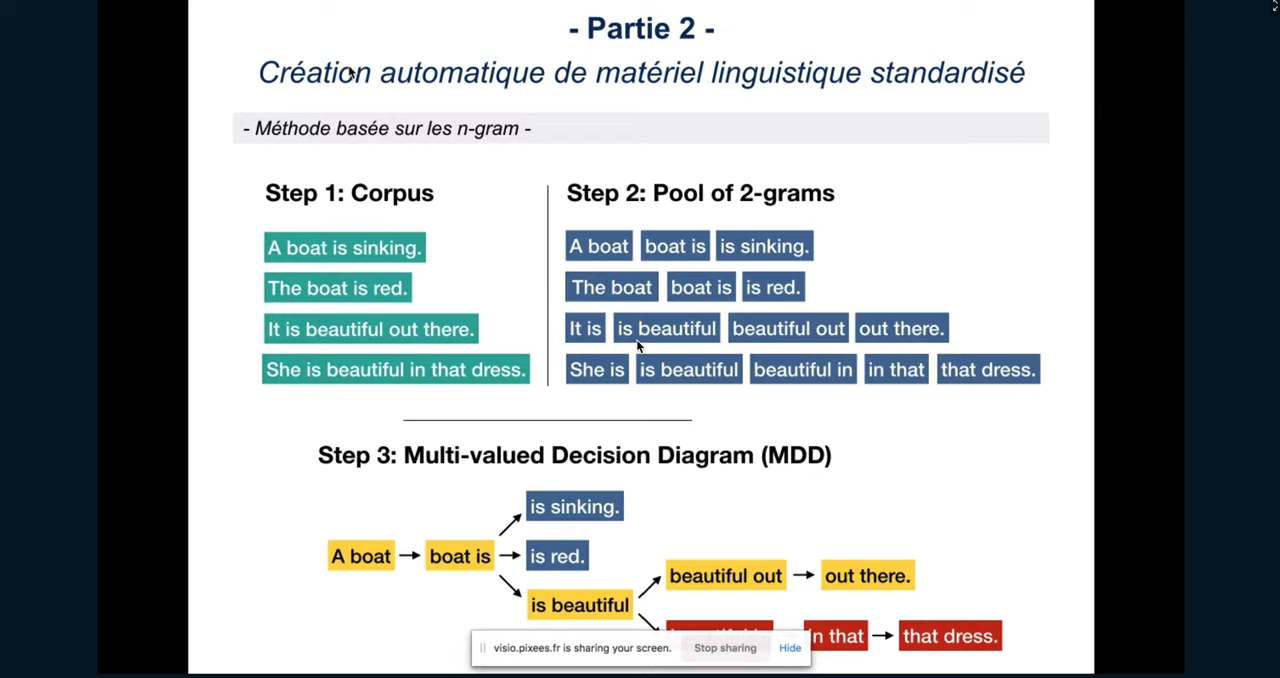 - Partie 2 -
Création automatique de matériel linguistique standardisé
- Méthode basée sur les n-gram -
Step 1: Corpus
A boat is sinking.
The boat is red.
It is beautiful out there.
She is beautiful in that dress.
Step 2: Pool of 2-grams
A boat boat is is sinking.
The boat boat is is red.
It is is beautiful beautiful out out there.
She is is beautiful beautiful in in that that dress.
Step 3: Multi-valued Decision Diagram (MDD)
is sinking.
A boat boat is is red.
beautiful out out there.
is beautiful
in that that dress.
visio.pixees.fr is sharing your screen. Stop sharing Hide